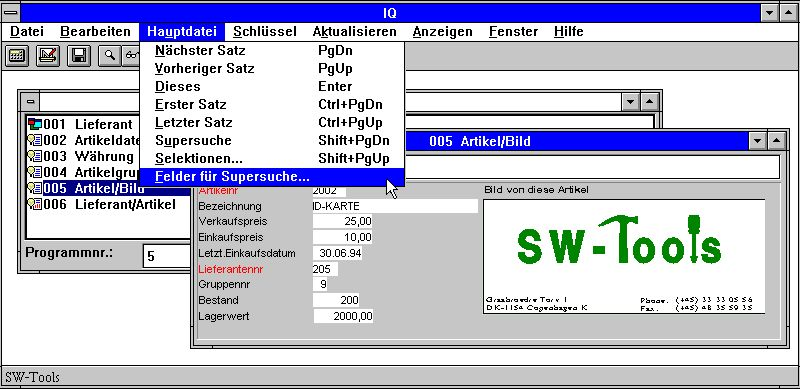 IQ
Datei Bearbeiten Hauptdatei Schlüssel Aktualisieren Anzeigen Fenster Hilfe
Nächster Satz PgDn
Vorheriger Satz PgUp
Dieses Enter
Erster Satz Ctrl+PgDn
Letzter Satz Ctrl+PgUp
Supersuche Shift+PgDn
Selektionen... Shift+PgUp
Felder für Supersuche...
001 Lieferant
002 Artikeldate
003 Währung
004 Artikelgrup
005 Artikel/Bild
006 Lieferant/Artikel
Programmnr.: 5
005 Artikel/Bild
Artikelnr 2002
Bezeichnung ID-KARTE
Verkaufspreis 25,00
Einkaufspreis 10,00
Letzt.Einkaufsdatum 30.06.94
Lieferantennr 205
Gruppennr 9
Bestand 200
Lagerwert 2000,00
Bild von diese Artikel
SW-Tools
Graabroedre Torv 1 Phone: (+45) 33 33 05 56
DK-1154 Copenhagen K Fax: (+45) 48 35 59 35
SW-Tools